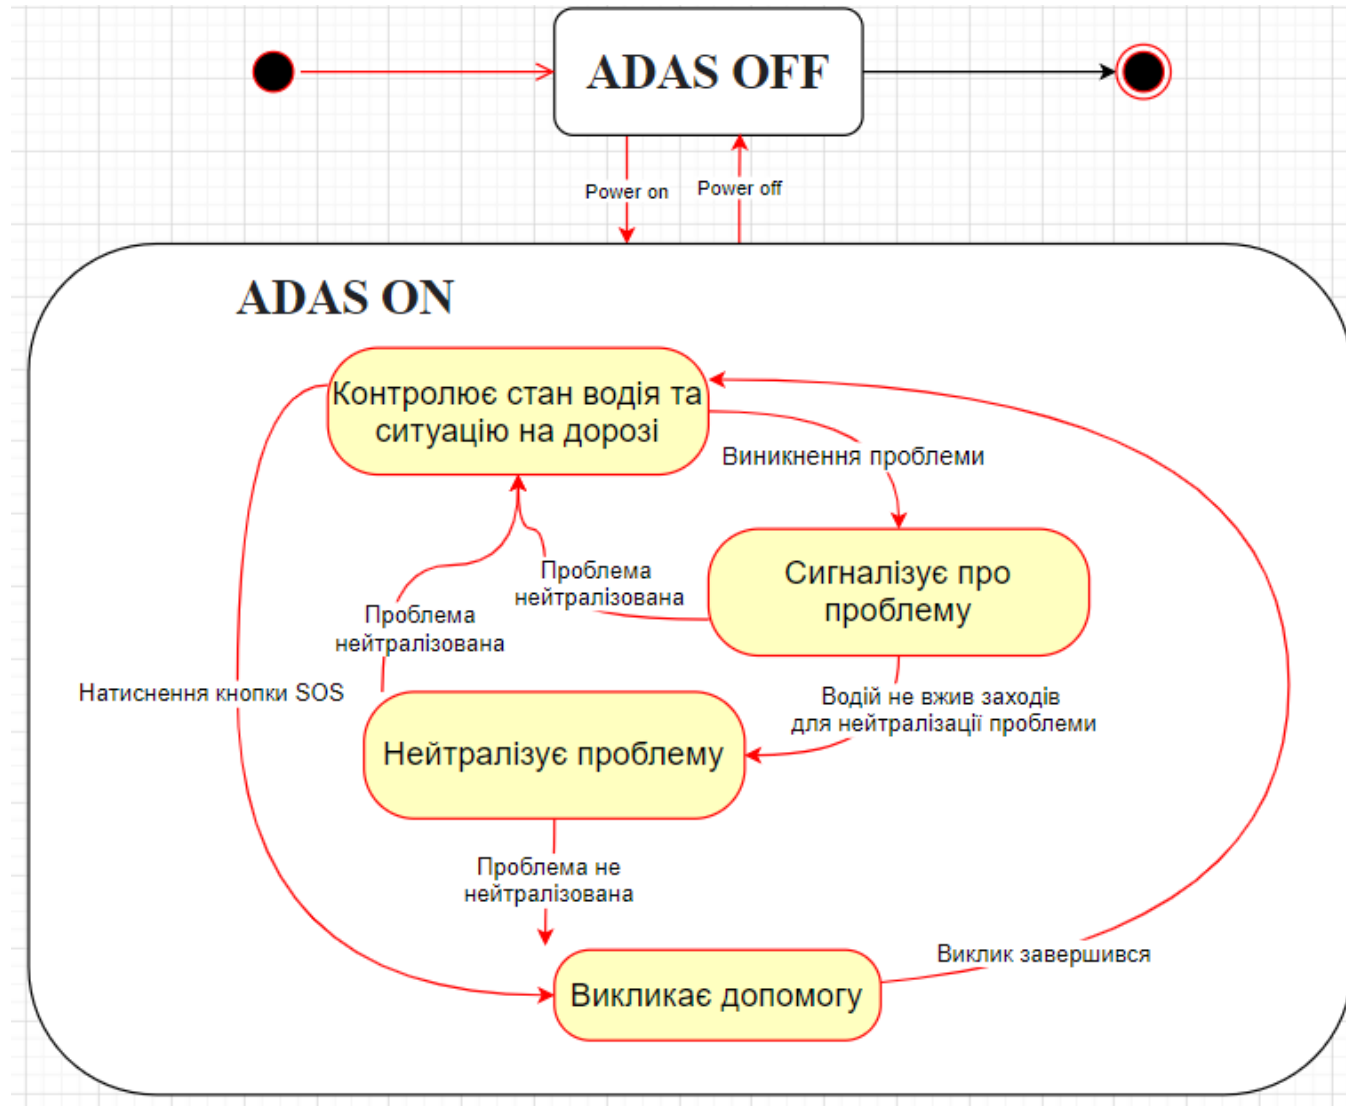 ADAS OFF
Power on
Power off
ADAS ON
Контролює стан водія та
ситуацію на дорозі
Виникнення проблеми
Сигналізує про
проблему
Проблема
нейтралізована
Проблема
нейтралізована
Натиснення кнопки SOS
Водій не вжив заходів
для нейтралізації проблеми
Нейтралізує проблему
Проблема не
нейтралізована
Виклик завершився
Викликає допомогу